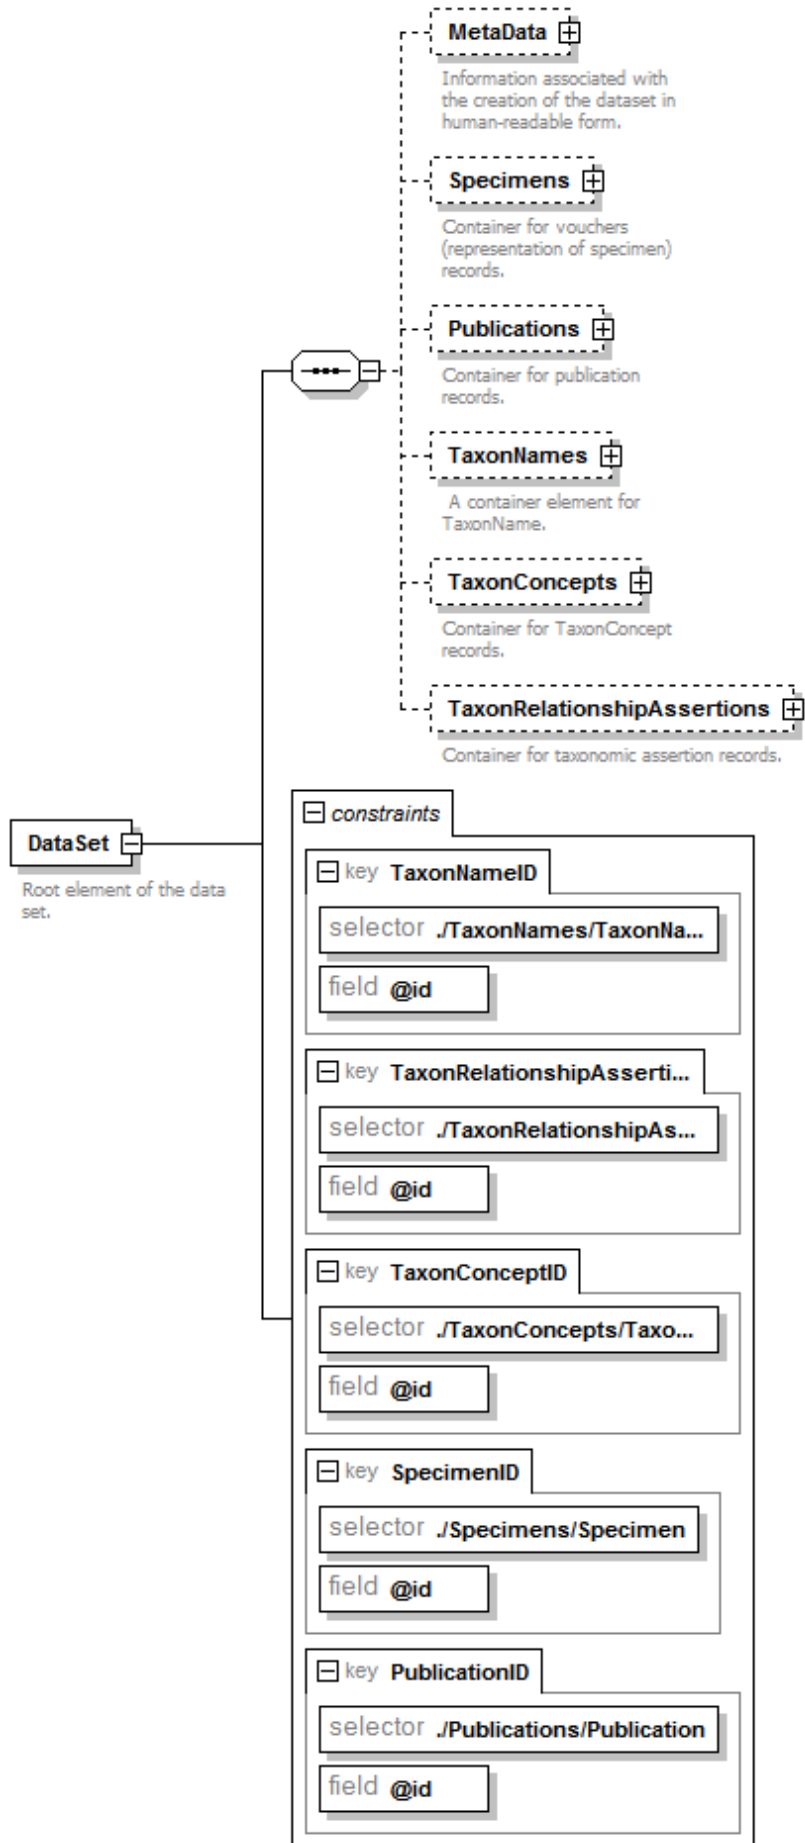 MetaData
Information associated with
the creation of the dataset in
human-readable form.
Specimens
Container for vouchers
(representation of specimen)
records.
Publications
Container for publication
records.
TaxonNames
A container element for
TaxonName.
TaxonConcepts
Container for TaxonConcept
records.
TaxonRelationshipAssertions
Container for taxonomic assertion records.
DataSet
Root element of the data
set.
constraints
key TaxonNameID
selector ./TaxonNames/TaxonNa...
field @id
key TaxonRelationshipAsserti...
selector ./TaxonRelationshipAs...
field @id
key TaxonConceptID
selector ./TaxonConcepts/Taxo...
field @id
key SpecimenID
selector ./Specimens/Specimen
field @id
key PublicationID
selector ./Publications/Publication
field @id